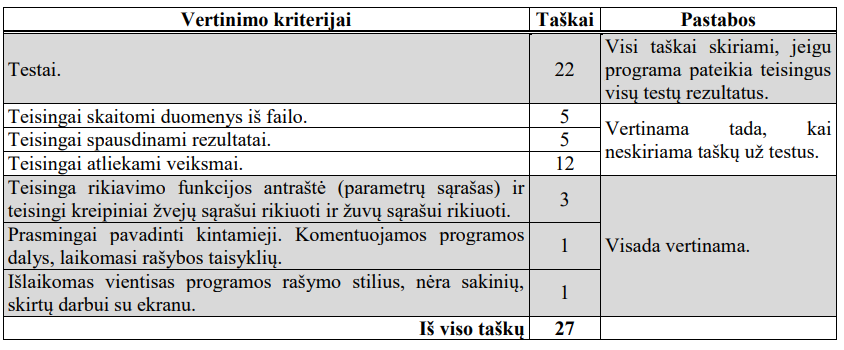 Vertinimo kriterijai Taškai Pastabos
Testai. 22 Visi taškai skiriami, jeigu
programa pateikia teisingus
visų testų rezultatus.
Teisingai skaitomi duomenys iš failo. 5
Teisingai spausdinami rezultatai. 5
Teisingai atliekami veiksmai. 12
Vertinama tada, kai
neskiriama taškų už testus.
Teisinga rikiavimo funkcijos antraštė (parametrų sąrašas) ir
teisingi kreipiniai žvejų sąrašui rikiuoti ir žuvų sąrašui rikiuoti. 3
Prasmingai pavadinti kintamieji. Komentuojamos programos
dalys, laikomasi rašybos taisyklių. 1
Išlaikomas vientisas programos rašymo stilius, nėra sakinių,
skirtų darbui su ekranu. 1
Visada vertinama.
Iš viso taškų 27